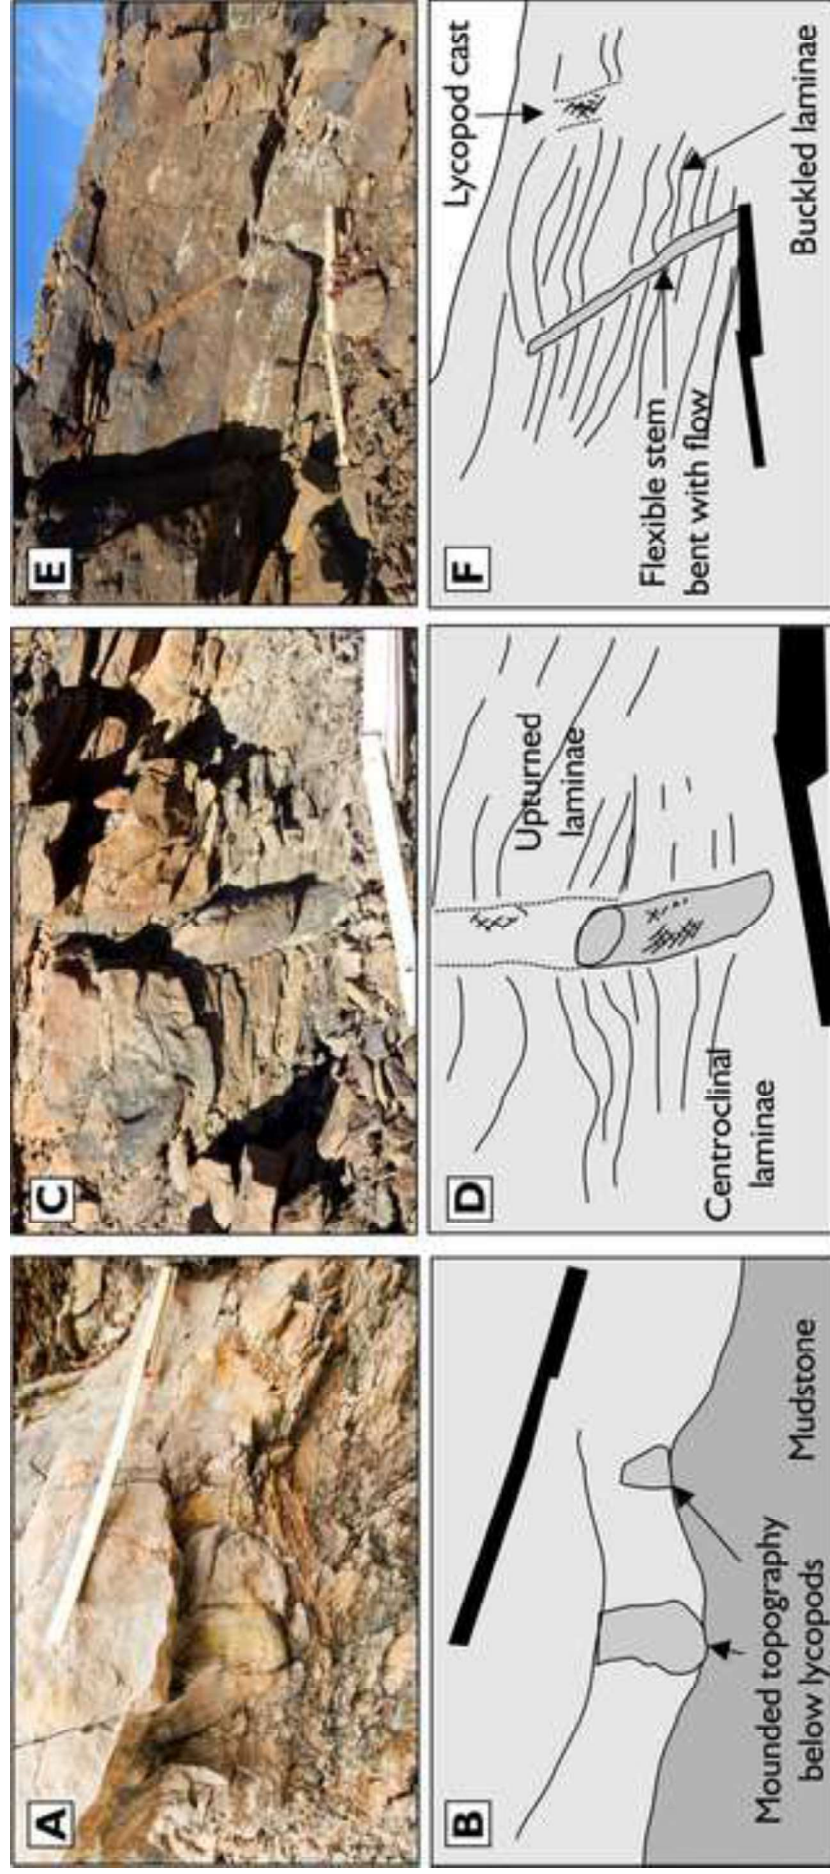 A
B
Mounded topography
below lycopods
Mudstone
C
D
Upturned
laminae
Centroclinal
laminae
E
F
Lycopod cast
Flexible stem
bent with flow
Buckled laminae